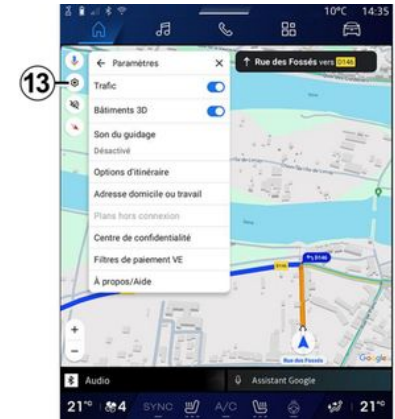 10°C 14:35
13
Paramètres
Rue des Fossés vers D146
Trafic
Bâtiments 3D
Son du guidage
Désactivé
Options d'itinéraire
Adresse domicile ou travail
Plans hors connexion
Centre de confidentialité
Filtres de paiement VE
À propos/Aide
D146
D146
+
−
Rue des Fossés
Google
Audio
Assistant Google
21°C 4 SYNC A/C 21°C